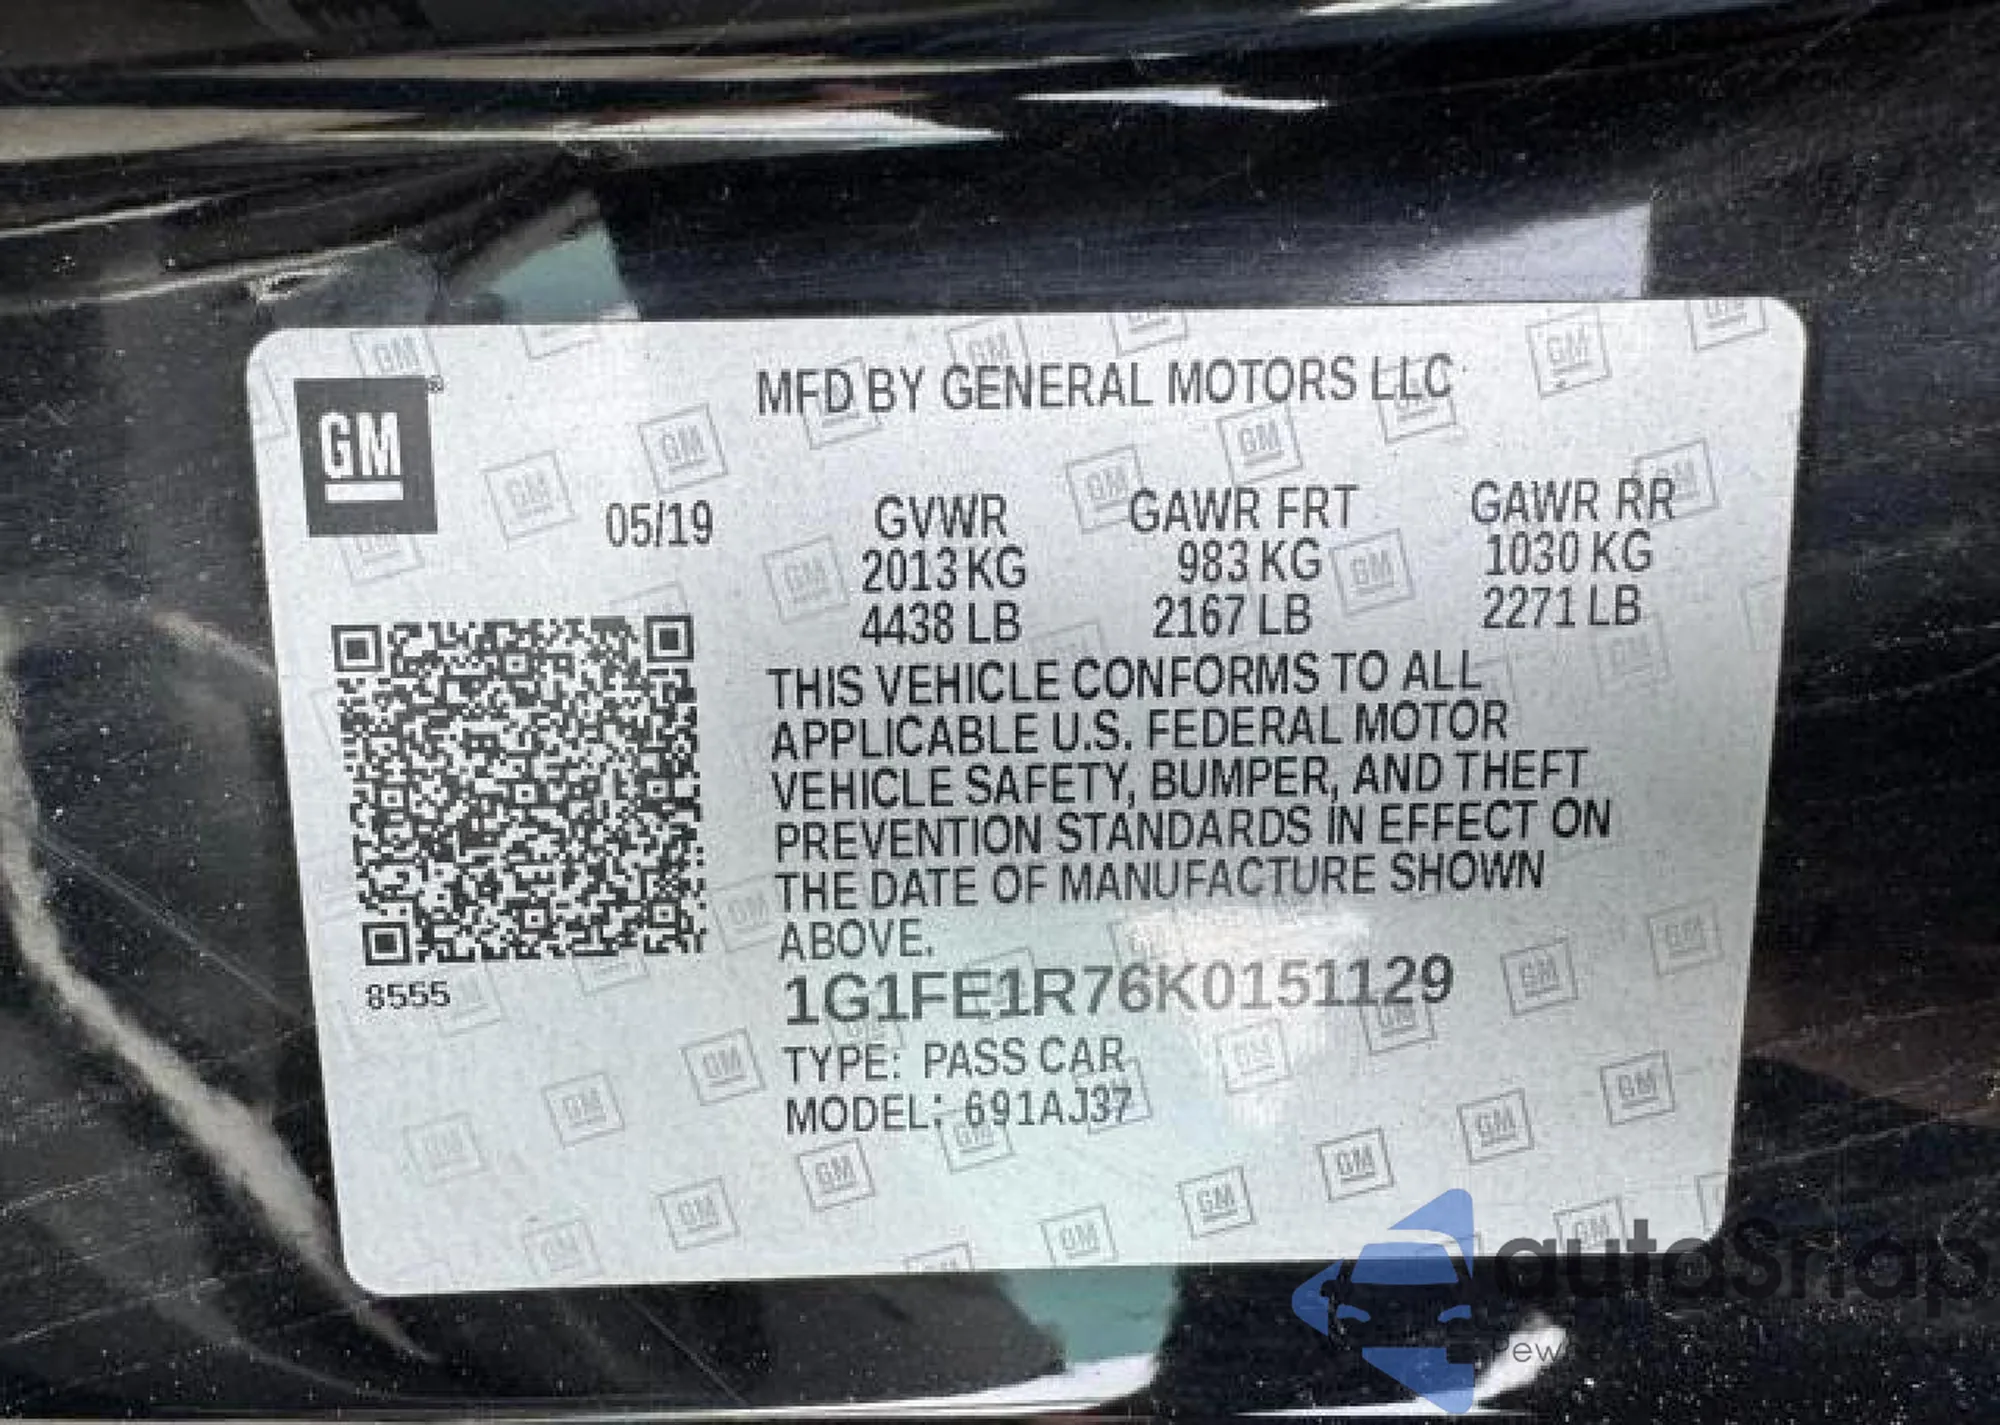 MFD BY GENERAL MOTORS LLC
GM®
05/19
GVWR GAWR FRT GAWR RR
2013 KG 983 KG 1030 KG
4438 LB 2167 LB 2271 LB
THIS VEHICLE CONFORMS TO ALL
APPLICABLE U.S. FEDERAL MOTOR
VEHICLE SAFETY, BUMPER, AND THEFT
PREVENTION STANDARDS IN EFFECT ON
THE DATE OF MANUFACTURE SHOWN
ABOVE.
8555
1G1FE1R76K0151129
TYPE: PASS CAR
MODEL: 691AJ37
autoSnap